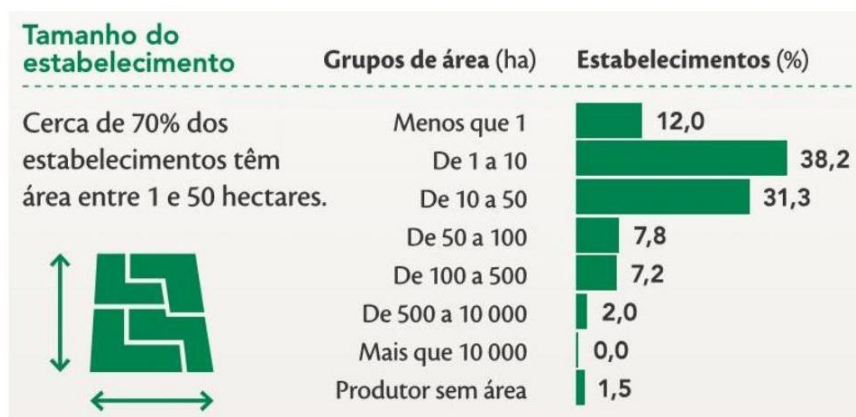 Tamanho do
estabelecimento
Cerca de 70% dos
estabelecimentos têm
área entre 1 e 50 hectares.
Grupos de área (ha) Estabelecimentos (%)
Menos que 1 12,0
De 1 a 10 38,2
De 10 a 50 31,3
De 50 a 100 7,8
De 100 a 500 7,2
De 500 a 10 000 2,0
Mais que 10 000 0,0
Produtor sem área 1,5